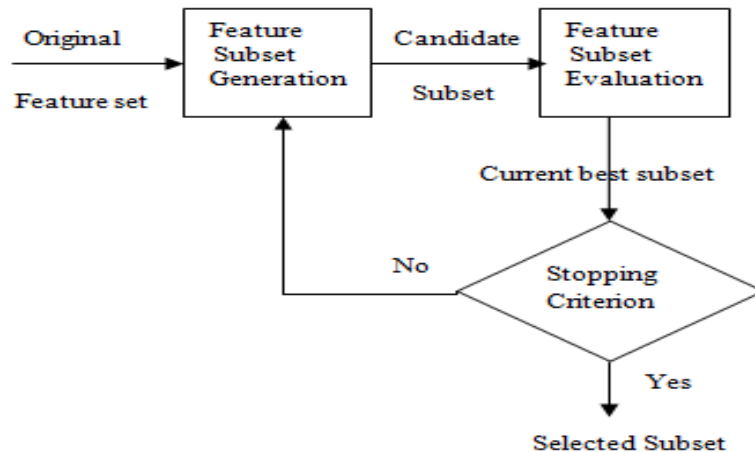 Original
Feature set
Feature
Subset
Generation
Candidate
Subset
Feature
Subset
Evaluation
Current best subset
No
Stopping
Criterion
Yes
Selected Subset